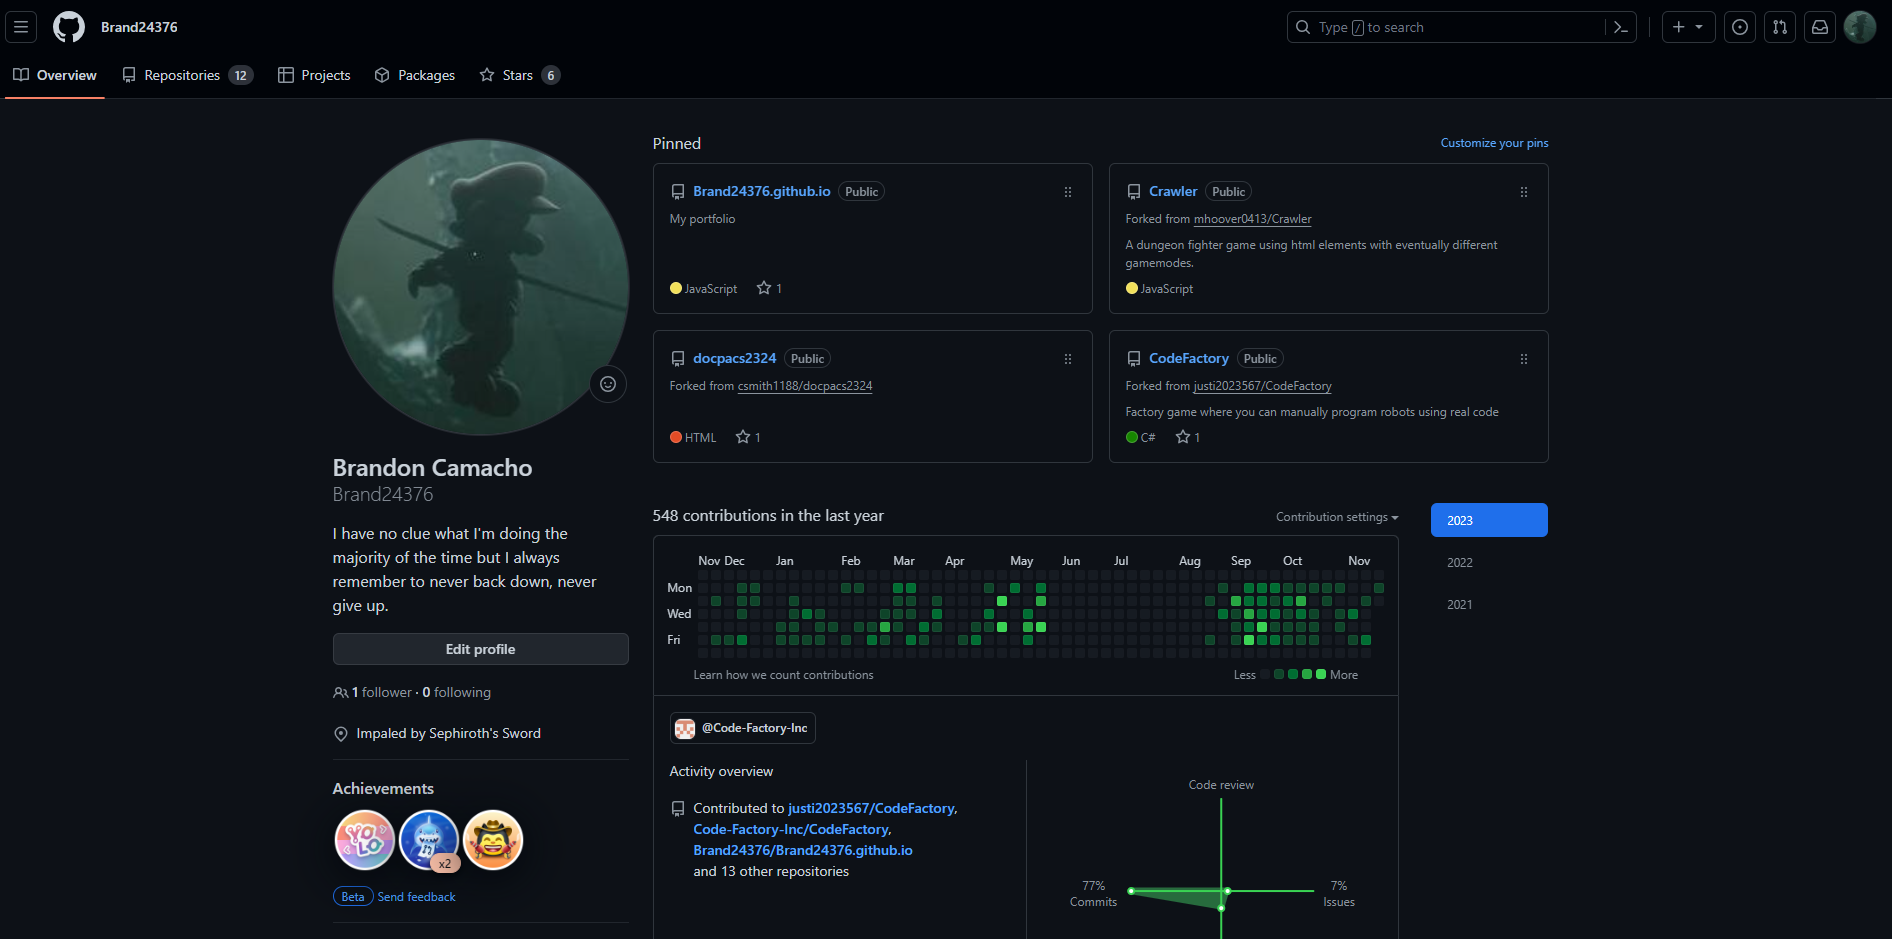 Brand24376
Type / to search
Overview
Repositories 12
Projects
Packages
Stars 6
Brandon Camacho
Brand24376
I have no clue what I'm doing the
majority of the time but I always
remember to never back down, never
give up.
Edit profile
1 follower · 0 following
Impaled by Sephiroth's Sword
Achievements
YOLO
x2
Beta Send feedback
Pinned
Customize your pins
Brand24376.github.io Public
My portfolio
JavaScript 1
Crawler Public
Forked from mhoover0413/Crawler
A dungeon fighter game using html elements with eventually different
gamemodes.
JavaScript
docpacs2324 Public
Forked from csmith1188/docpacs2324
HTML 1
CodeFactory Public
Forked from justi2023567/CodeFactory
Factory game where you can manually program robots using real code
C# 1
548 contributions in the last year
Contribution settings
2023
2022
2021
Nov Dec Jan Feb Mar Apr May Jun Jul Aug Sep Oct Nov
Mon
Wed
Fri
Learn how we count contributions
Less More
@Code-Factory-Inc
Activity overview
Contributed to justi2023567/CodeFactory,
Code-Factory-Inc/CodeFactory,
Brand24376/Brand24376.github.io
and 13 other repositories
Code review
77%
Commits
7%
Issues